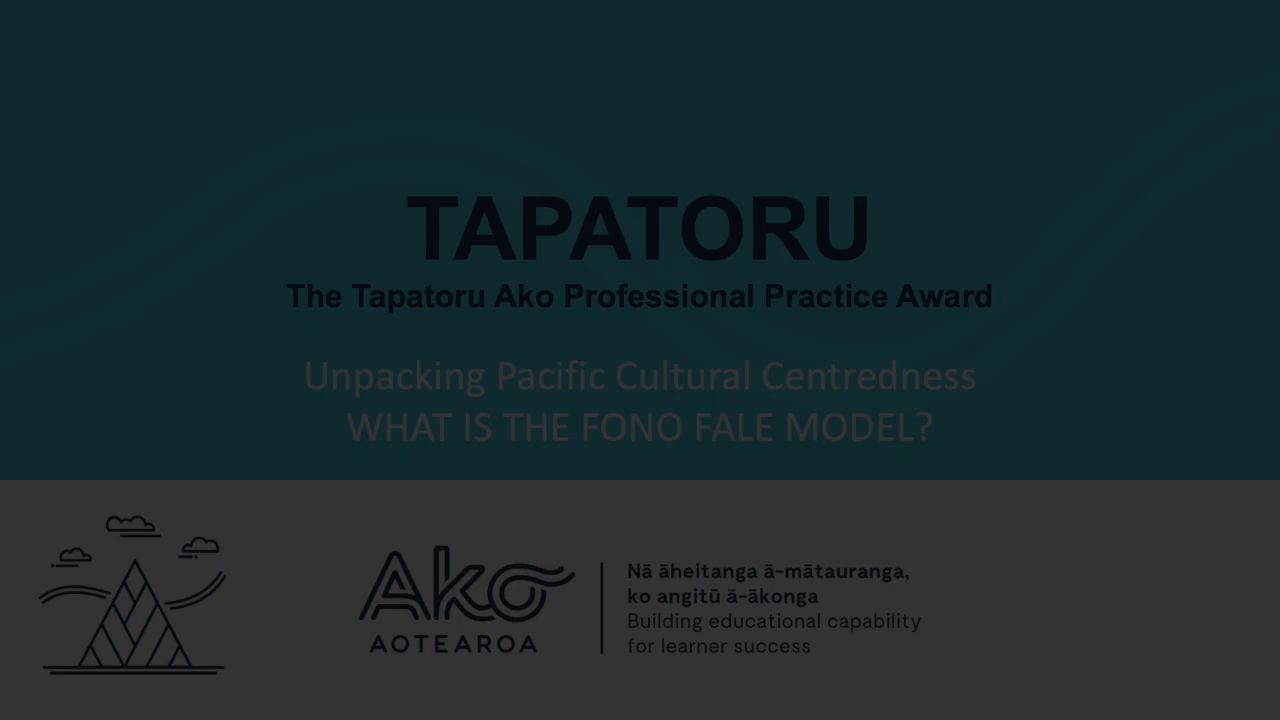 TAPATORU
The Tapatoru Ako Professional Practice Award
Unpacking Pacific Cultural Centredness
WHAT IS THE FONO FALE MODEL?
Ako
AOTEAROA
Nā āheitanga ā-mātauranga,
ko angitū ā-ākonga
Building educational capability
for learner success